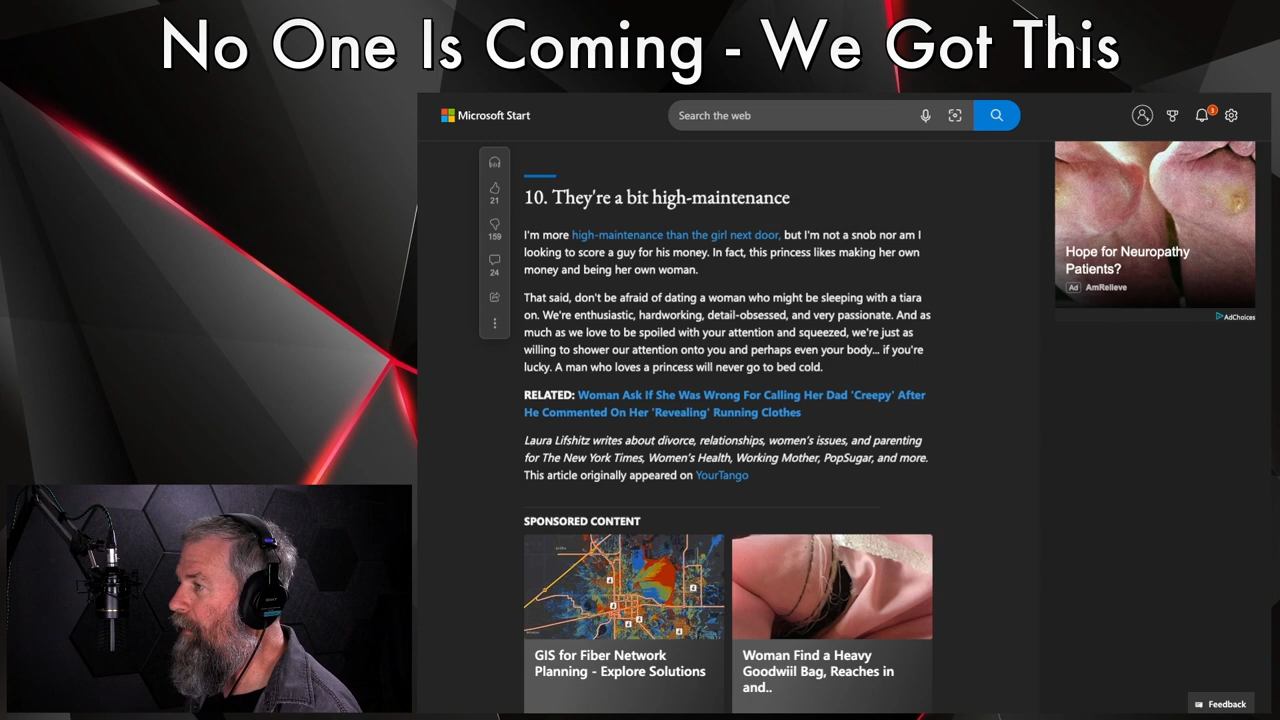 No One Is Coming - We Got This
Microsoft Start
Search the web
3
21
159
24
10. They're a bit high-maintenance
I'm more high-maintenance than the girl next door, but I'm not a snob nor am I
looking to score a guy for his money. In fact, this princess likes making her own
money and being her own woman.
That said, don't be afraid of dating a woman who might be sleeping with a tiara
on. We're enthusiastic, hardworking, detail-obsessed, and very passionate. And as
much as we love to be spoiled with your attention and squeezed, we're just as
willing to shower our attention onto you and perhaps even your body... if you're
lucky. A man who loves a princess will never go to bed cold.
RELATED: Woman Ask If She Was Wrong For Calling Her Dad 'Creepy' After
He Commented On Her 'Revealing' Running Clothes
Laura Lifshitz writes about divorce, relationships, women's issues, and parenting
for The New York Times, Women's Health, Working Mother, PopSugar, and more.
This article originally appeared on YourTango
SPONSORED CONTENT
GIS for Fiber Network
Planning - Explore Solutions
Woman Find a Heavy
Goodwiil Bag, Reaches in
and..
Hope for Neuropathy
Patients?
Ad AmRelieve
AdChoices
Feedback